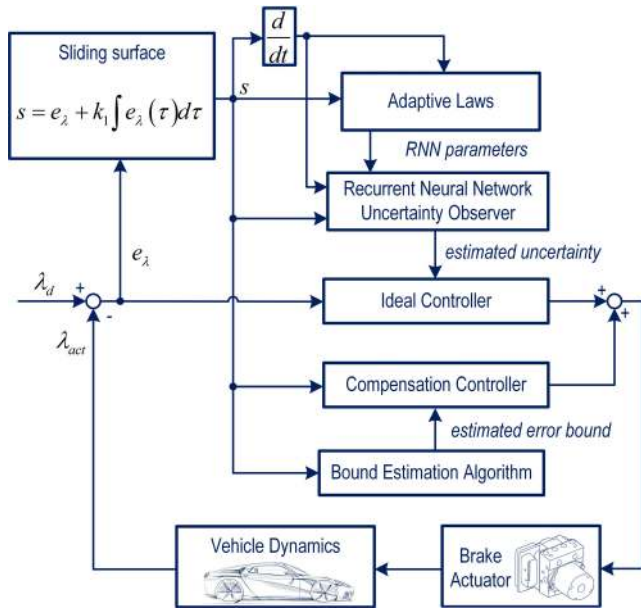 Sliding surface
s = e_λ + k_1 ∫ e_λ (τ) dτ
d
dt
s
Adaptive Laws
RNN parameters
Recurrent Neural Network
Uncertainty Observer
estimated uncertainty
e_λ
λ_d
+
-
λ_act
Ideal Controller
+
+
Compensation Controller
estimated error bound
Bound Estimation Algorithm
Vehicle Dynamics
Brake
Actuator